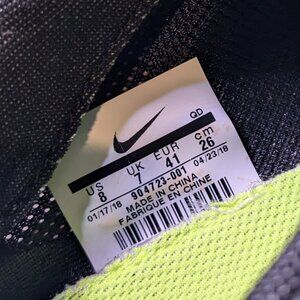 QD
US UK EUR cm
8 7 41 26
01/17/18 04/23/18
904723-001
MADE IN CHINA
FABRIQUE EN CHINE